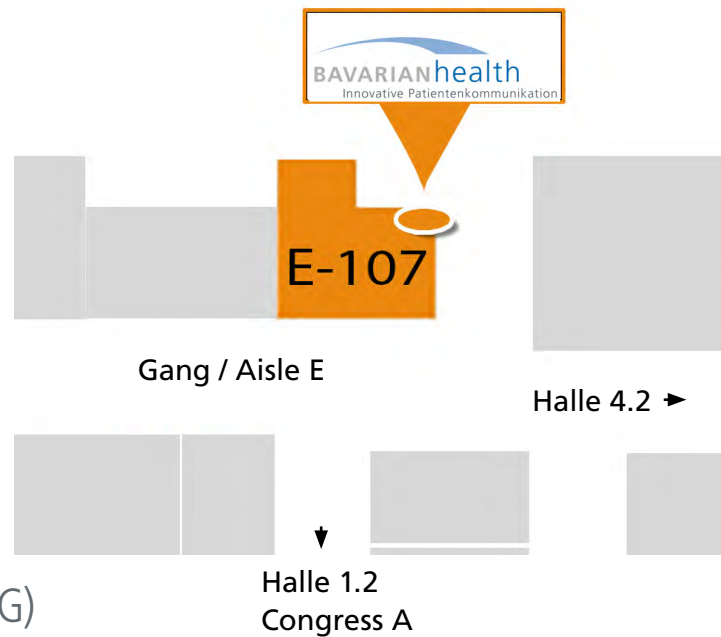 BAVARIANhealth
Innovative Patientenkommunikation
E-107
Gang / Aisle E
Halle 4.2
Halle 1.2
Congress A
G)